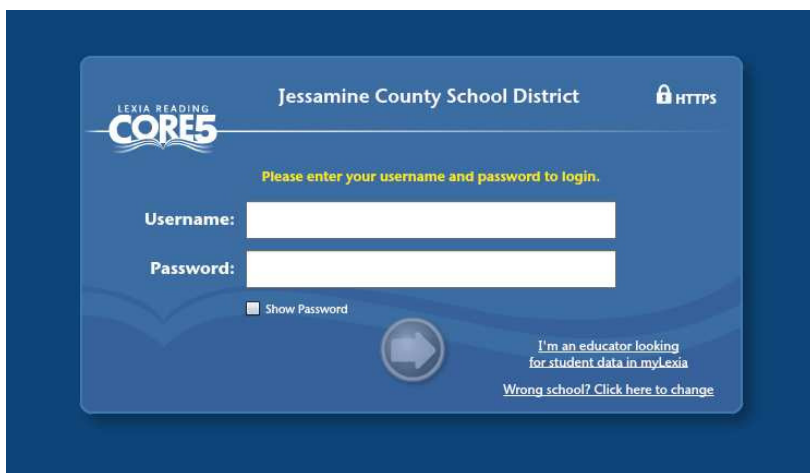 LEXIA READING
CORE5
Jessamine County School District
HTTPS
Please enter your username and password to login.
Username:
Password:
Show Password
I'm an educator looking
for student data in myLexia
Wrong school? Click here to change